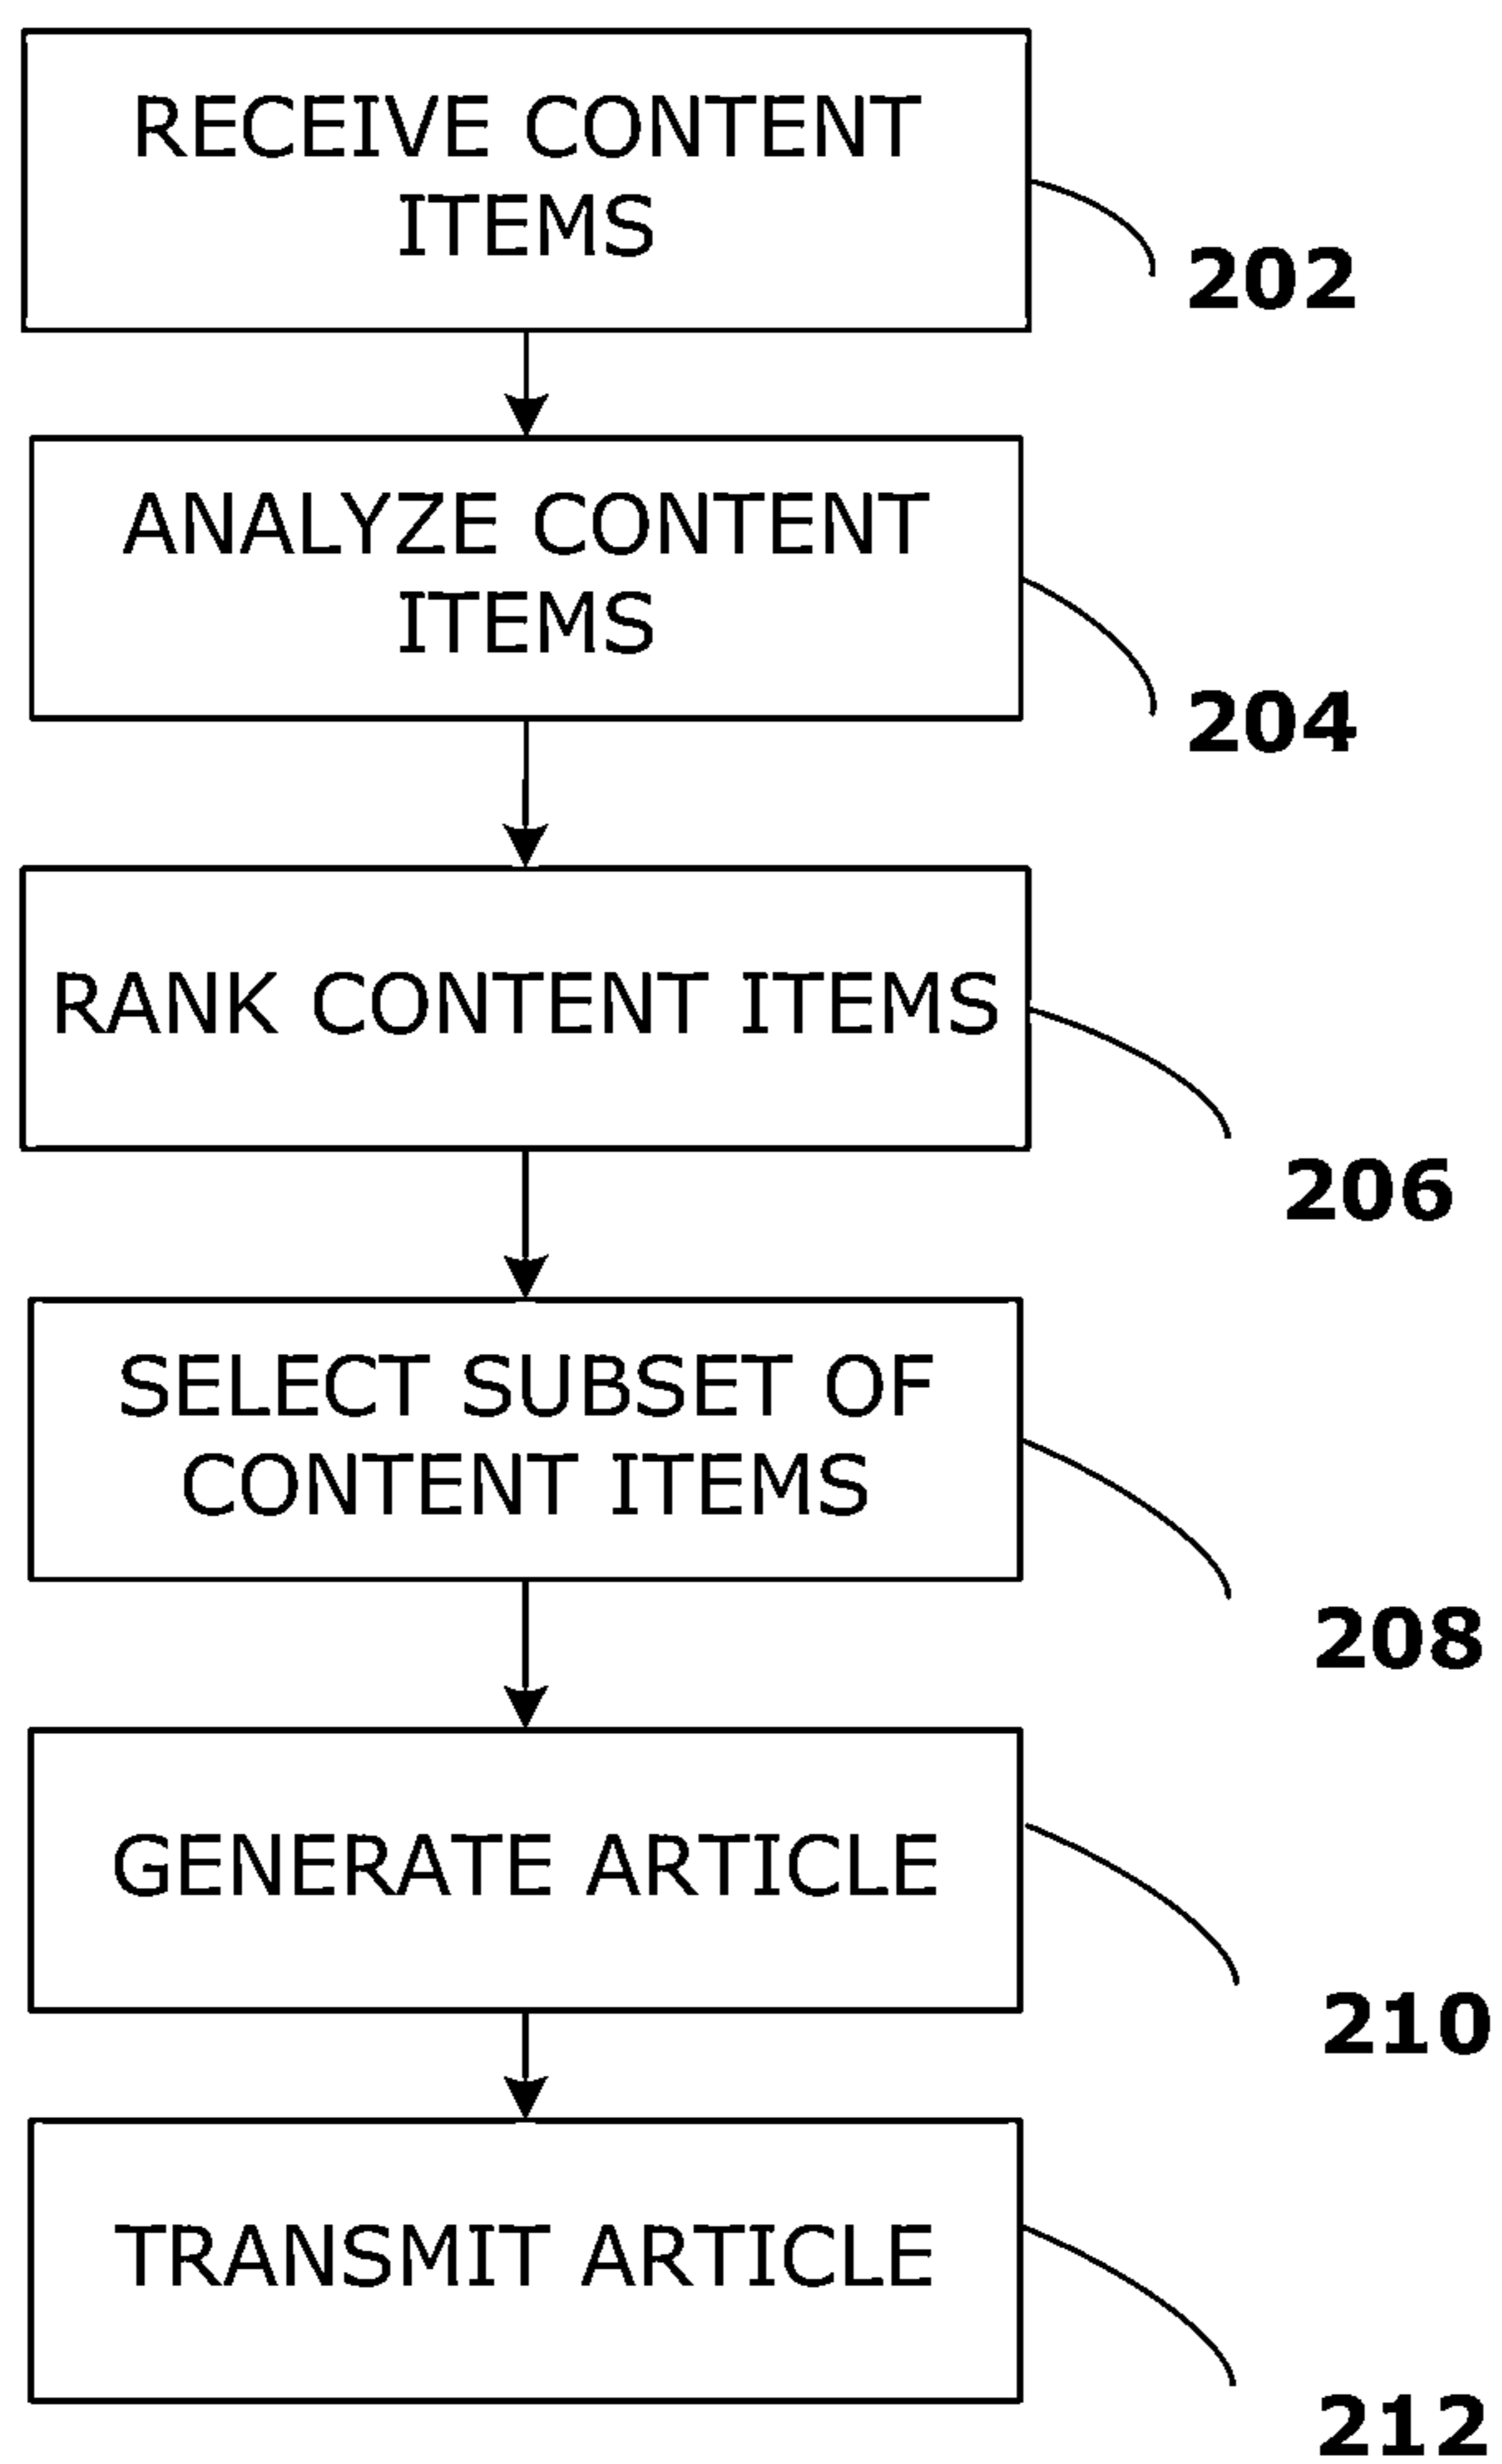 RECEIVE CONTENT
ITEMS
202
ANALYZE CONTENT
ITEMS
204
RANK CONTENT ITEMS
206
SELECT SUBSET OF
CONTENT ITEMS
208
GENERATE ARTICLE
210
TRANSMIT ARTICLE
212